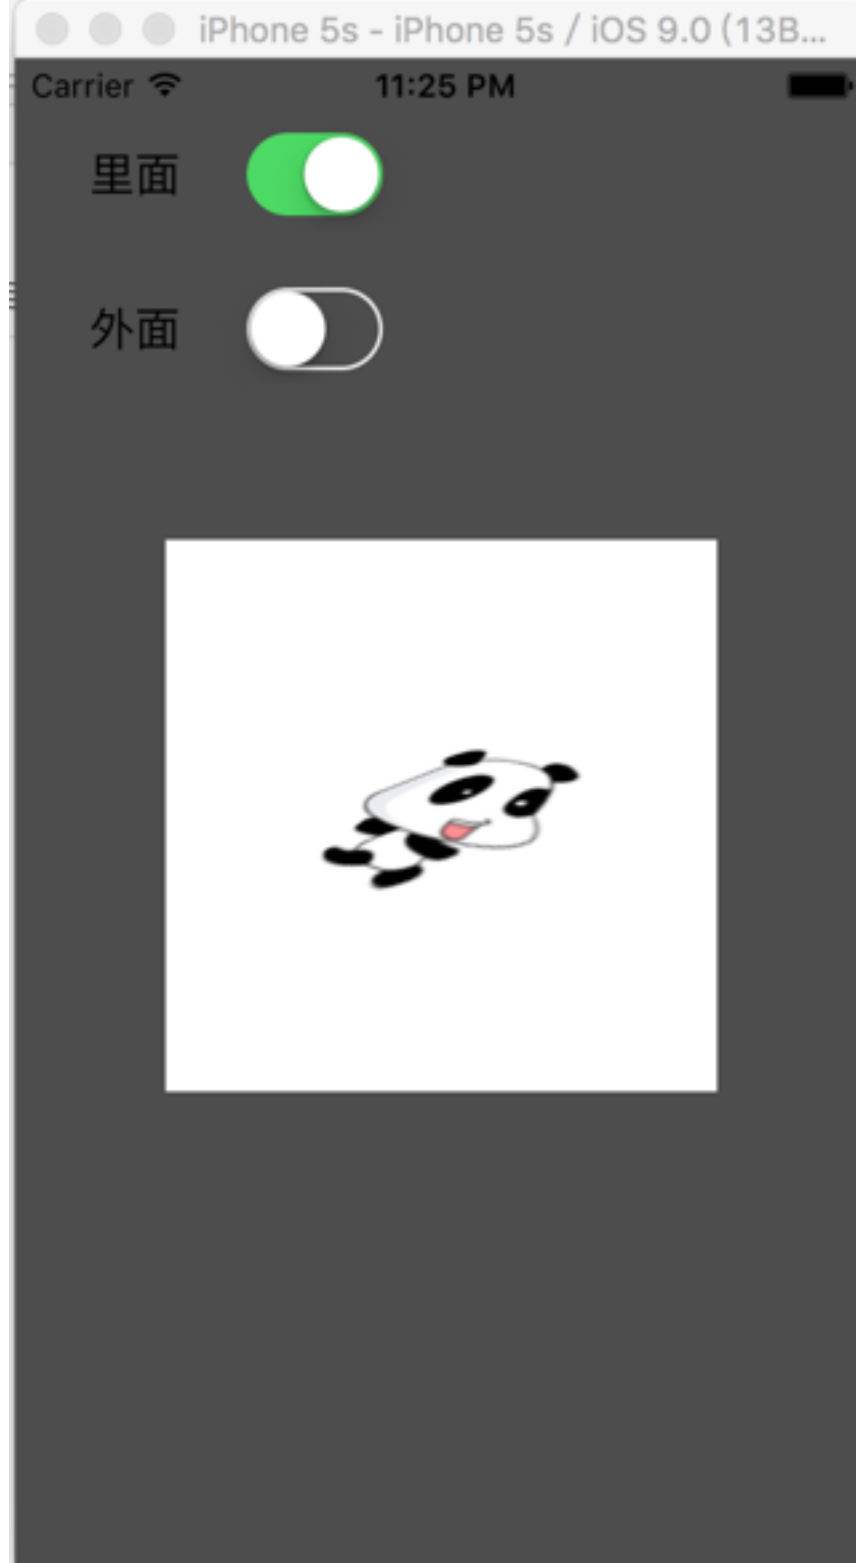 iPhone 5s - iPhone 5s / iOS 9.0 (13B...
Carrier 11:25 PM
里面
外面